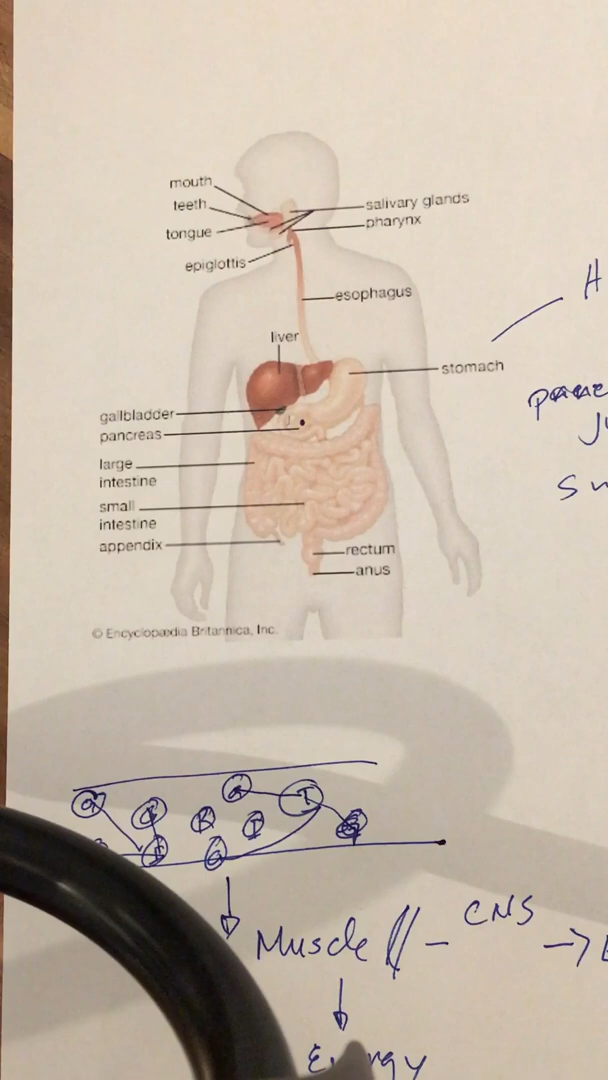 mouth
teeth
tongue
epiglottis
salivary glands
pharynx
esophagus
liver
stomach
gallbladder
pancreas
large
intestine
small
intestine
appendix
rectum
anus
© Encyclopædia Britannica, Inc.
H
G I
I
Muscle — CNS →
Energy